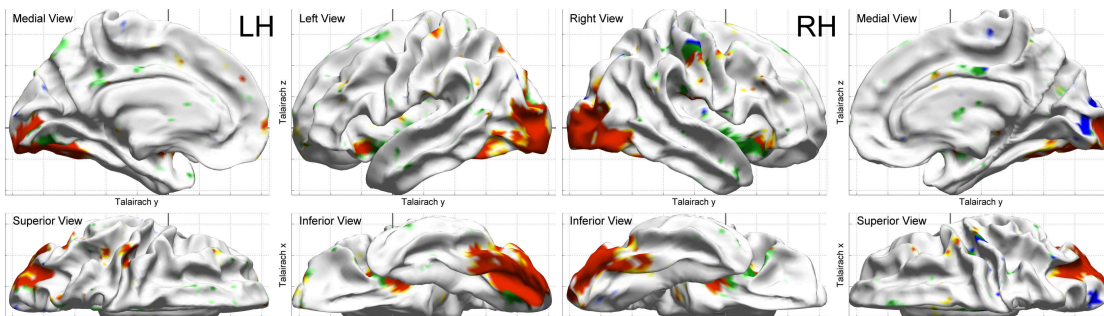 Medial View
LH
Left View
Right View
RH
Medial View
Talairach z
Talairach z
Talairach y
Talairach y
Talairach y
Talairach y
Superior View
Inferior View
Inferior View
Superior View
Talairach x
Talairach x